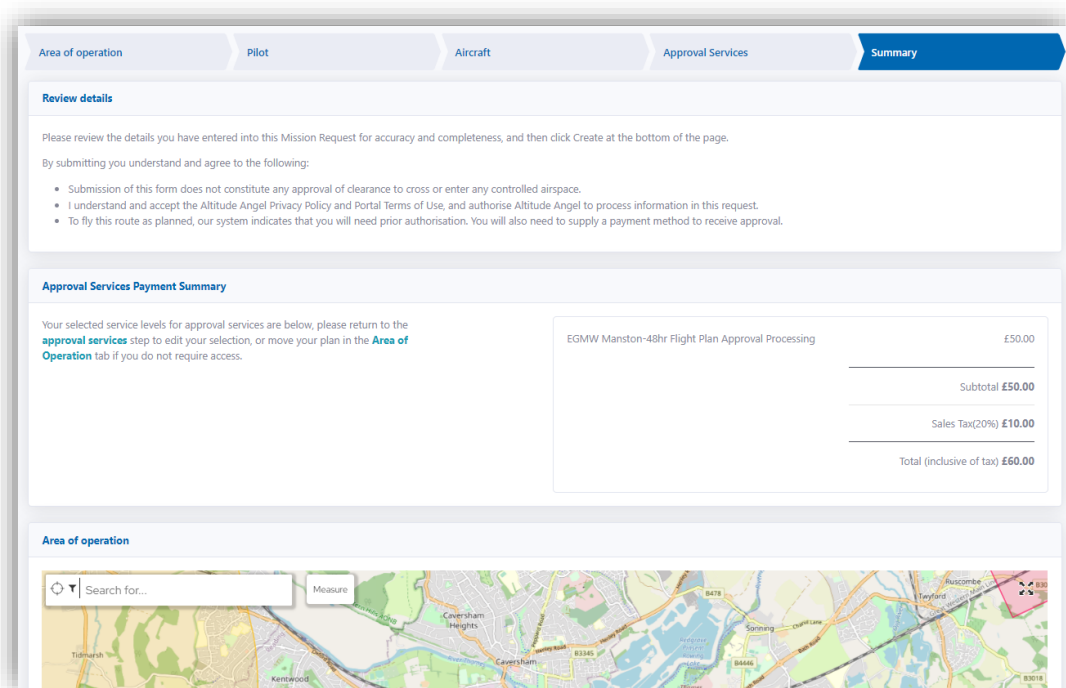 Area of operation
Pilot
Aircraft
Approval Services
Summary
Review details
Please review the details you have entered into this Mission Request for accuracy and completeness, and then click Create at the bottom of the page.
By submitting you understand and agree to the following:
Submission of this form does not constitute any approval of clearance to cross or enter any controlled airspace.
I understand and accept the Altitude Angel Privacy Policy and Portal Terms of Use, and authorise Altitude Angel to process information in this request.
To fly this route as planned, our system indicates that you will need prior authorisation. You will also need to supply a payment method to receive approval.
Approval Services Payment Summary
Your selected service levels for approval services are below, please return to the
approval services step to edit your selection, or move your plan in the Area of
Operation tab if you do not require access.
EGMW Manston-48hr Flight Plan Approval Processing £50.00
Subtotal £50.00
Sales Tax(20%) £10.00
Total (inclusive of tax) £60.00
Area of operation
Search for...
Measure
Ruscombe
B478
Twyford
Caversham
Heights
Sonning
B3345
Tidmarsh
Caversham
B4446
Kentwood
B3018